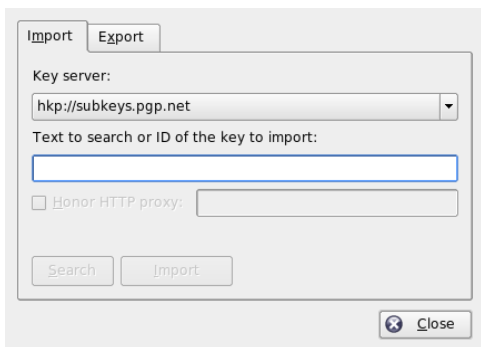 Import Export
Key server:
hkp://subkeys.pgp.net
Text to search or ID of the key to import:
Honor HTTP proxy:
Search Import
Close